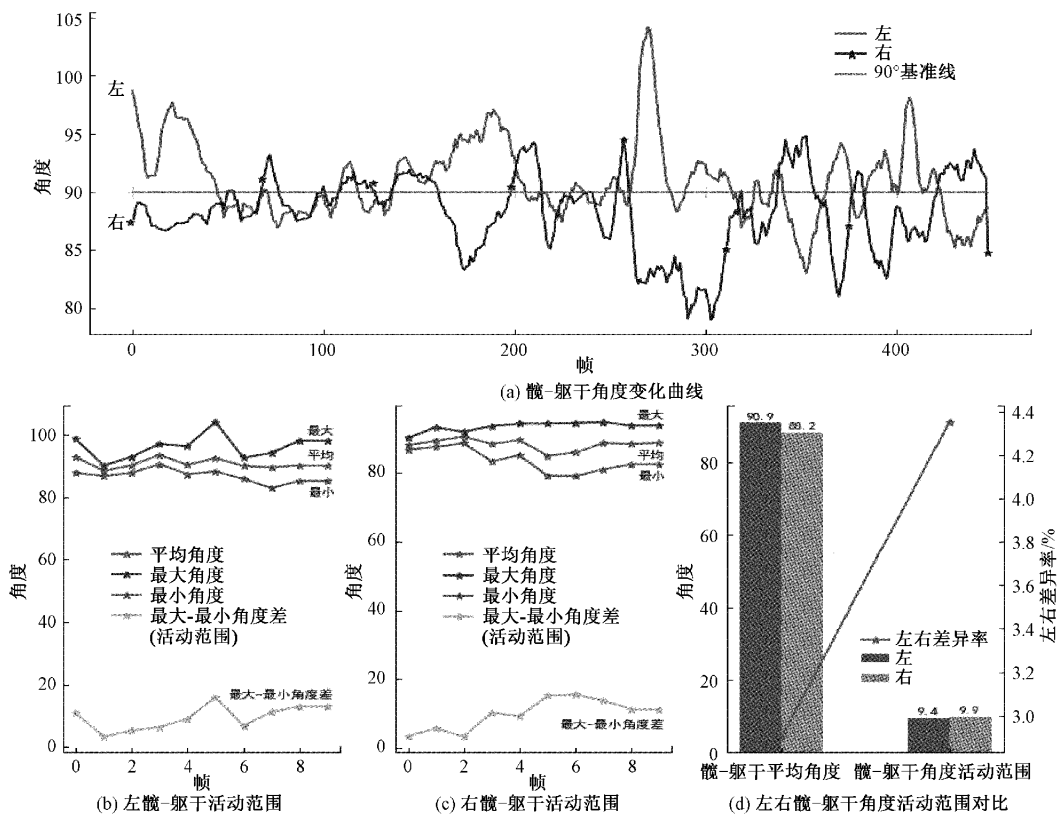 105
100
95
90
85
80
角度
左
右
左
右
90°基准线
0
100
200
300
400
帧
(a) 髋-躯干角度变化曲线
100
80
60
40
20
0
角度
最大
平均
最小
平均角度
最大角度
最小角度
最大-最小角度差
(活动范围)
最大-最小角度差
0
2
4
6
8
帧
(b) 左髋-躯干活动范围
80
60
40
20
0
角度
最大
平均
最小
平均角度
最大角度
最小角度
最大-最小角度差
(活动范围)
最大-最小角度差
0
2
4
6
8
帧
(c) 右髋-躯干活动范围
80
60
40
20
0
角度
90.9
88.2
9.4
9.9
左右差异率
左
右
4.4
4.2
4.0
3.8
3.6
3.4
3.2
3.0
左右差异率/%
髋-躯干平均角度
髋-躯干角度活动范围
(d) 左右髋-躯干角度活动范围对比